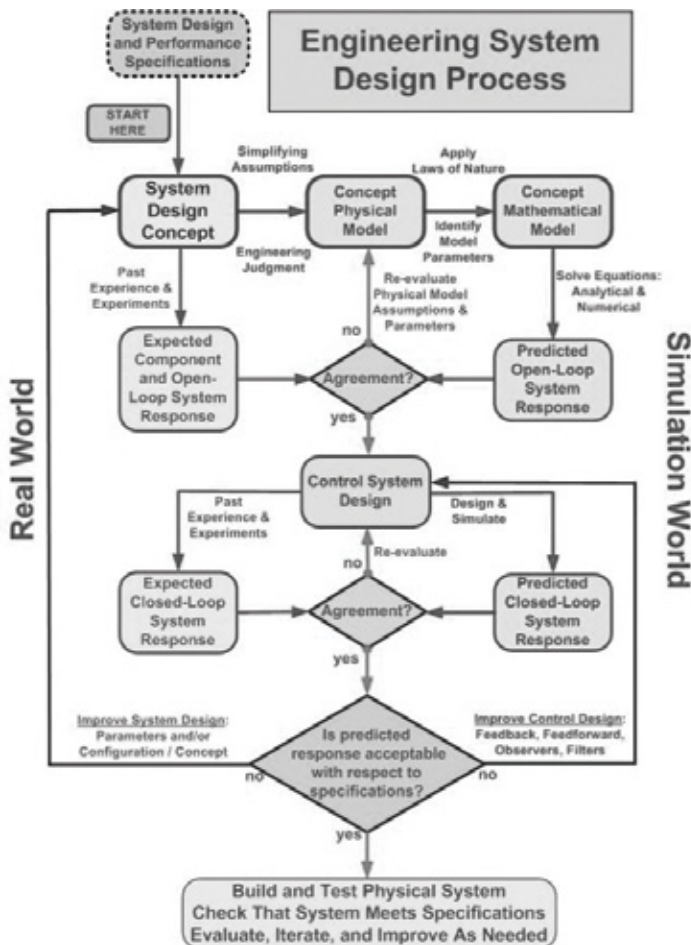 System Design
and Performance
Specifications
Engineering System
Design Process
START
HERE
Simplifying
Assumptions
Apply
Laws of Nature
System
Design
Concept
Concept
Physical
Model
Concept
Mathematical
Model
Engineering
Judgment
Identify
Model
Parameters
Past
Experience &
Experiments
Re-evaluate
Physical Model
Assumptions &
Parameters
Solve Equations:
Analytical &
Numerical
no
Expected
Component
and Open-
Loop System
Response
Agreement?
Predicted
Open-Loop
System
Response
yes
Real World
Simulation World
Control System
Design
Past
Experience &
Experiments
Design &
Simulate
Re-evaluate
no
Expected
Closed-Loop
System
Response
Agreement?
Predicted
Closed-Loop
System
Response
yes
Improve System Design:
Parameters and/or
Configuration / Concept
Is predicted
response acceptable
with respect to
specifications?
Improve Control Design:
Feedback, Feedforward,
Observers, Filters
no
no
yes
Build and Test Physical System
Check That System Meets Specifications
Evaluate, Iterate, and Improve As Needed